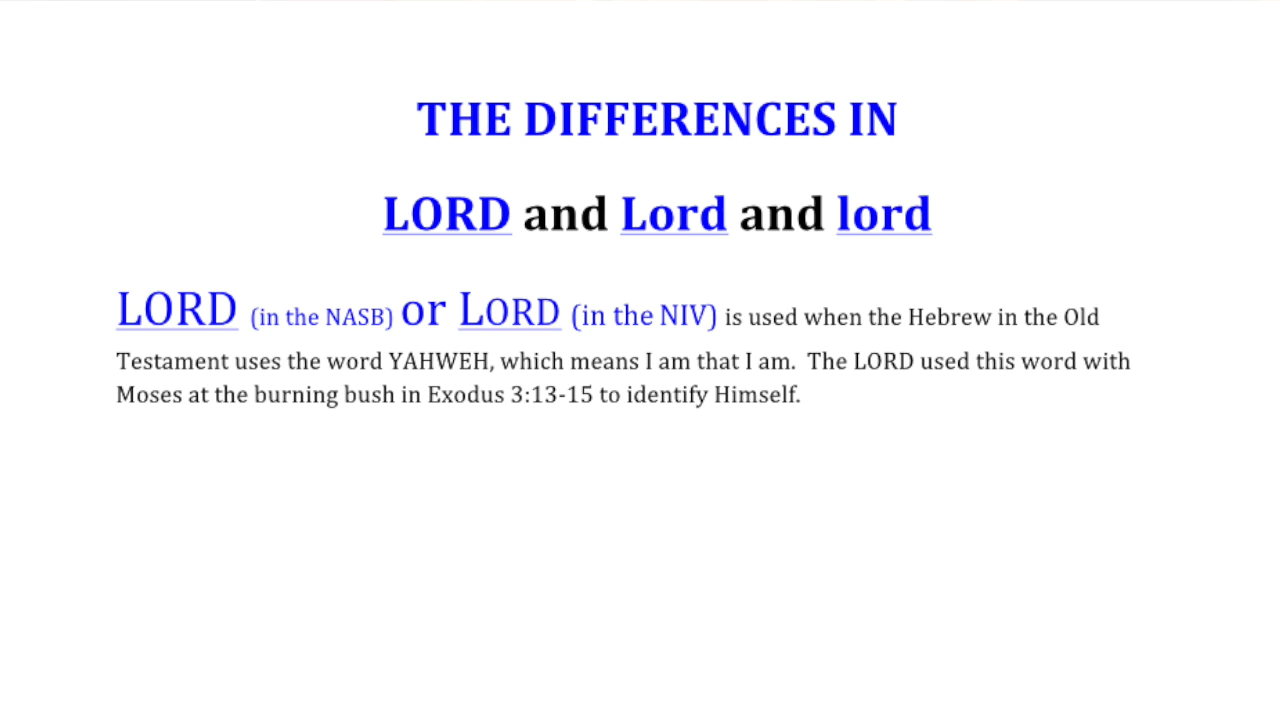 THE DIFFERENCES IN
LORD and Lord and lord
LORD (in the NASB) or LORD (in the NIV) is used when the Hebrew in the Old
Testament uses the word YAHWEH, which means I am that I am.  The LORD used this word with
Moses at the burning bush in Exodus 3:13-15 to identify Himself.